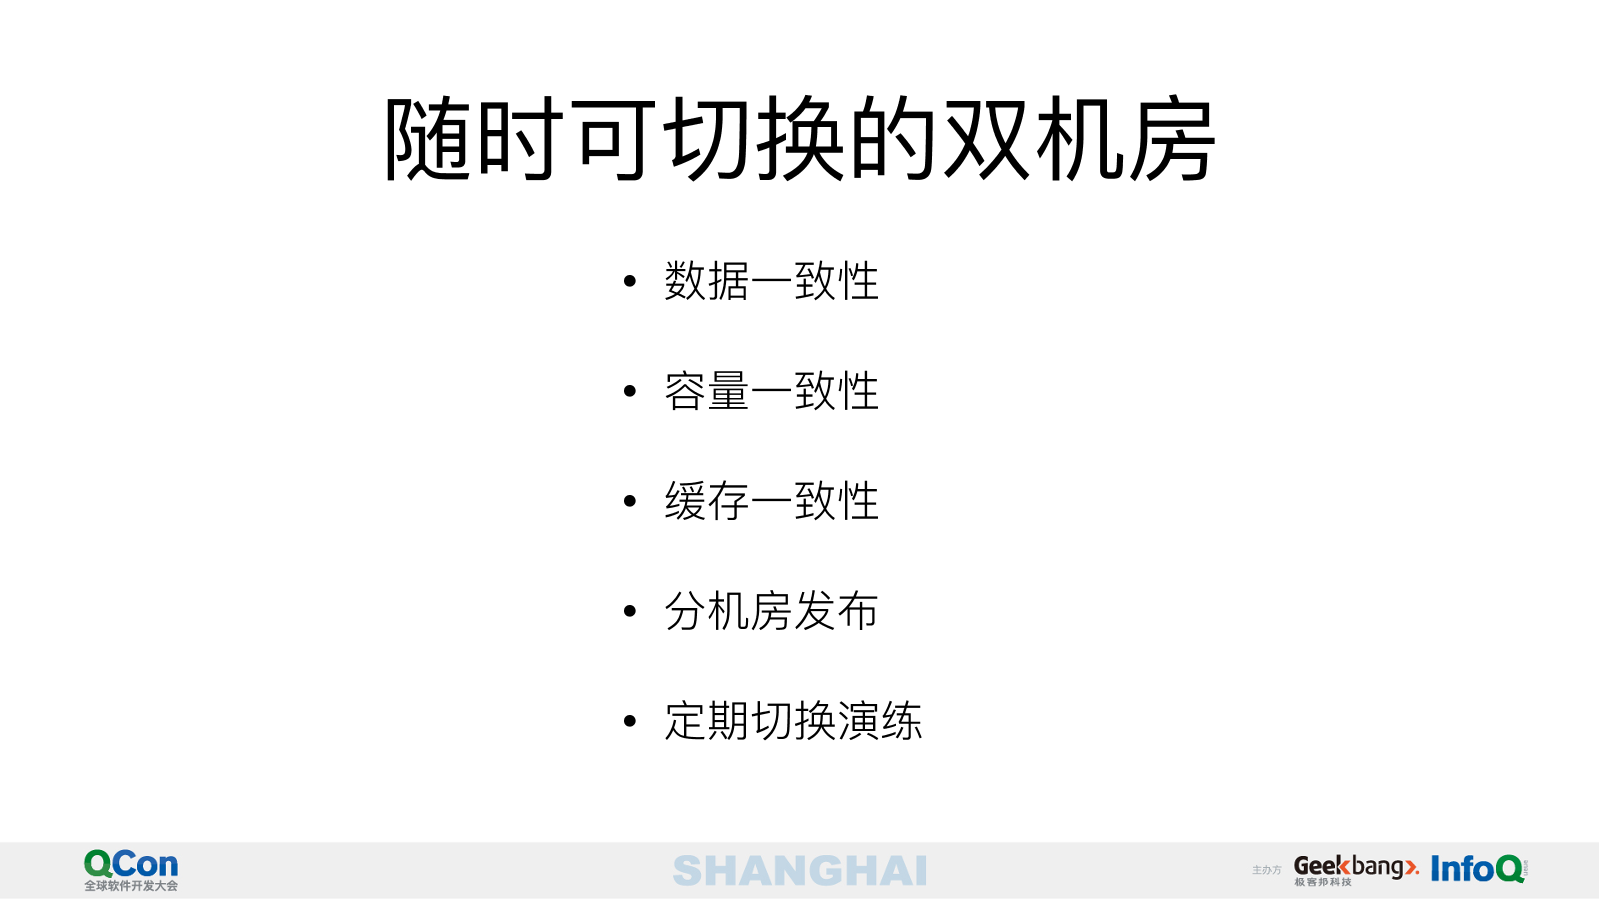 随时可切换的双机房
• 数据一致性
• 容量一致性
• 缓存一致性
• 分机房发布
• 定期切换演练
QCon
全球软件开发大会
SHANGHAI
主办方
Geekbang>.
极客邦科技
InfoQ